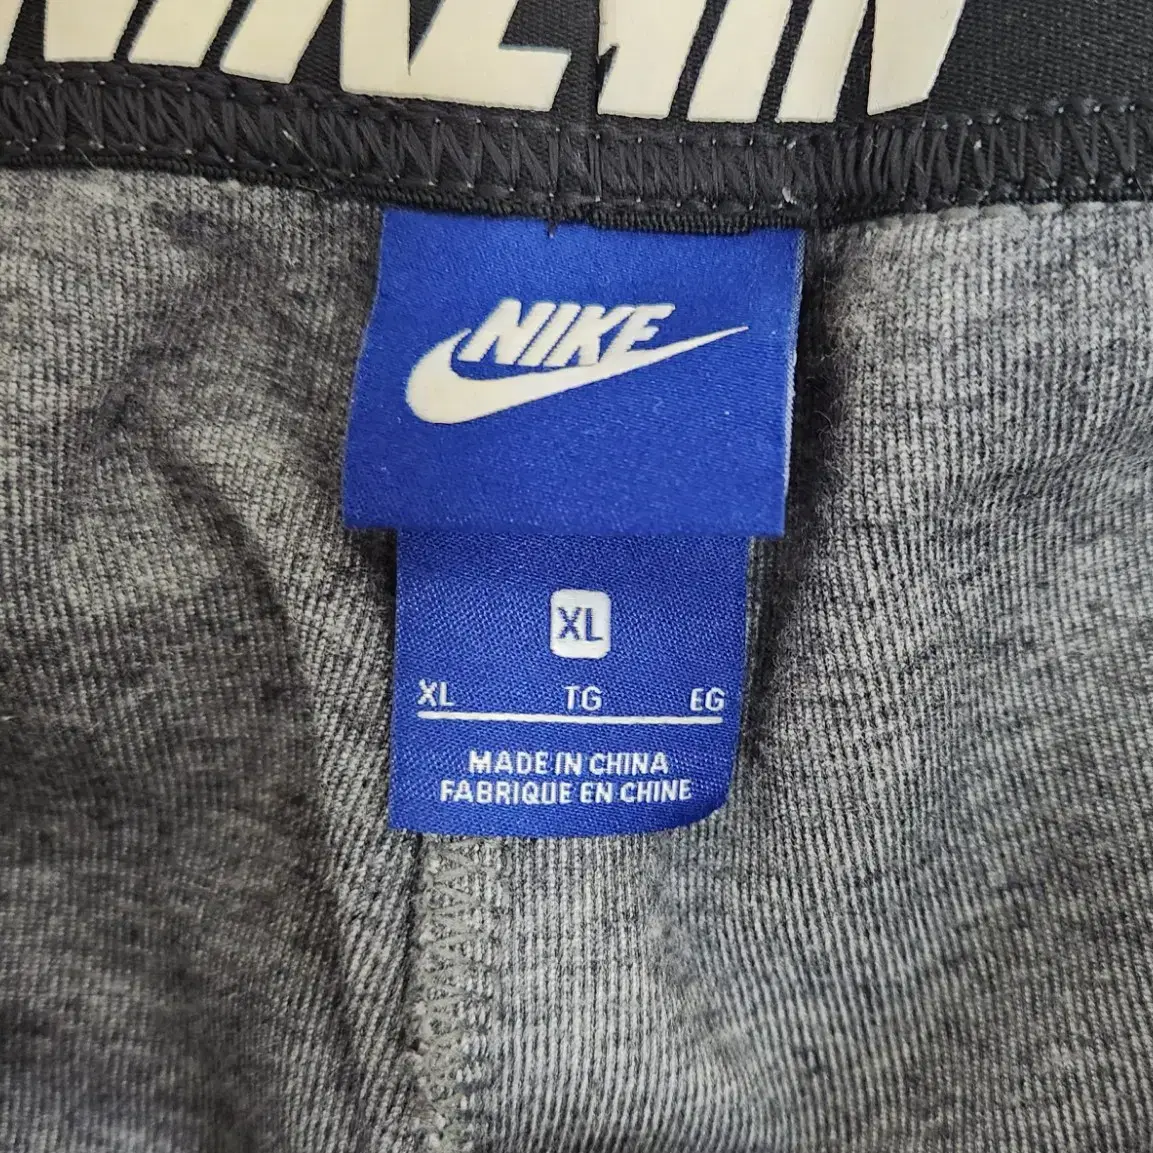 NIKE
XL
XL TG EG
MADE IN CHINA
FABRIQUE EN CHINE